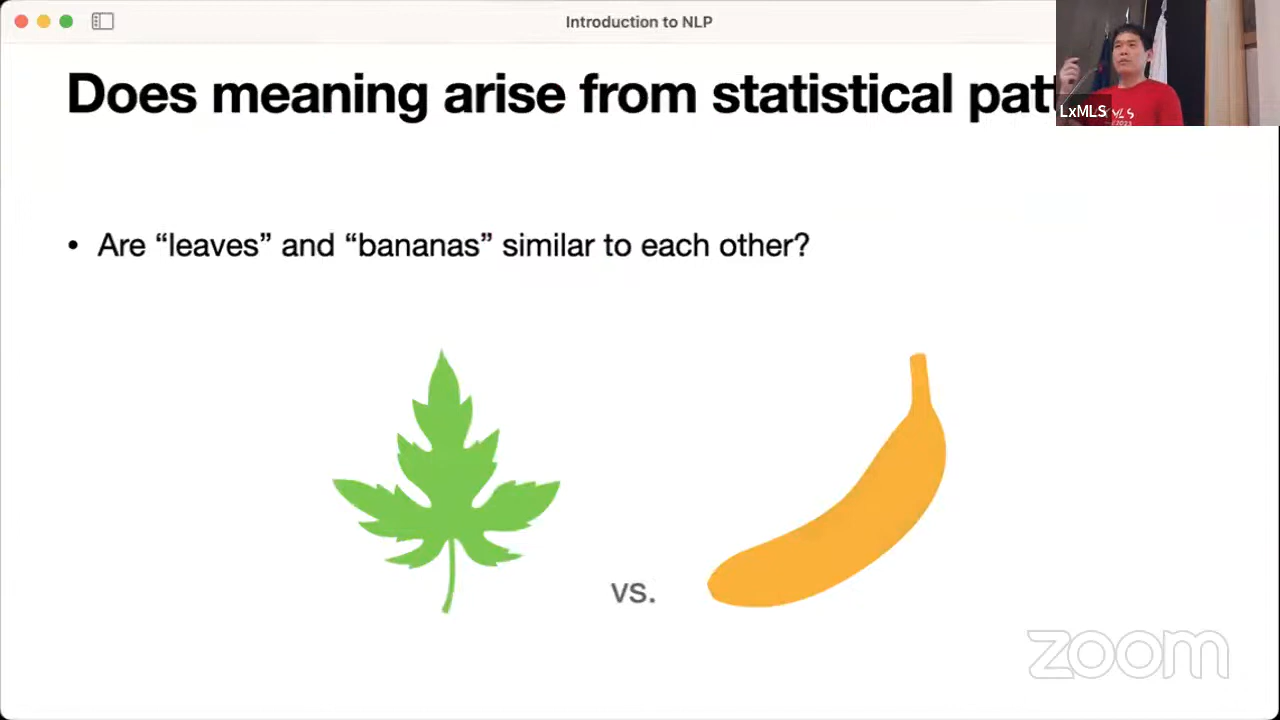 Introduction to NLP
Does meaning arise from statistical
LxMLS
• Are “leaves” and “bananas” similar to each other?
vs.
zoom